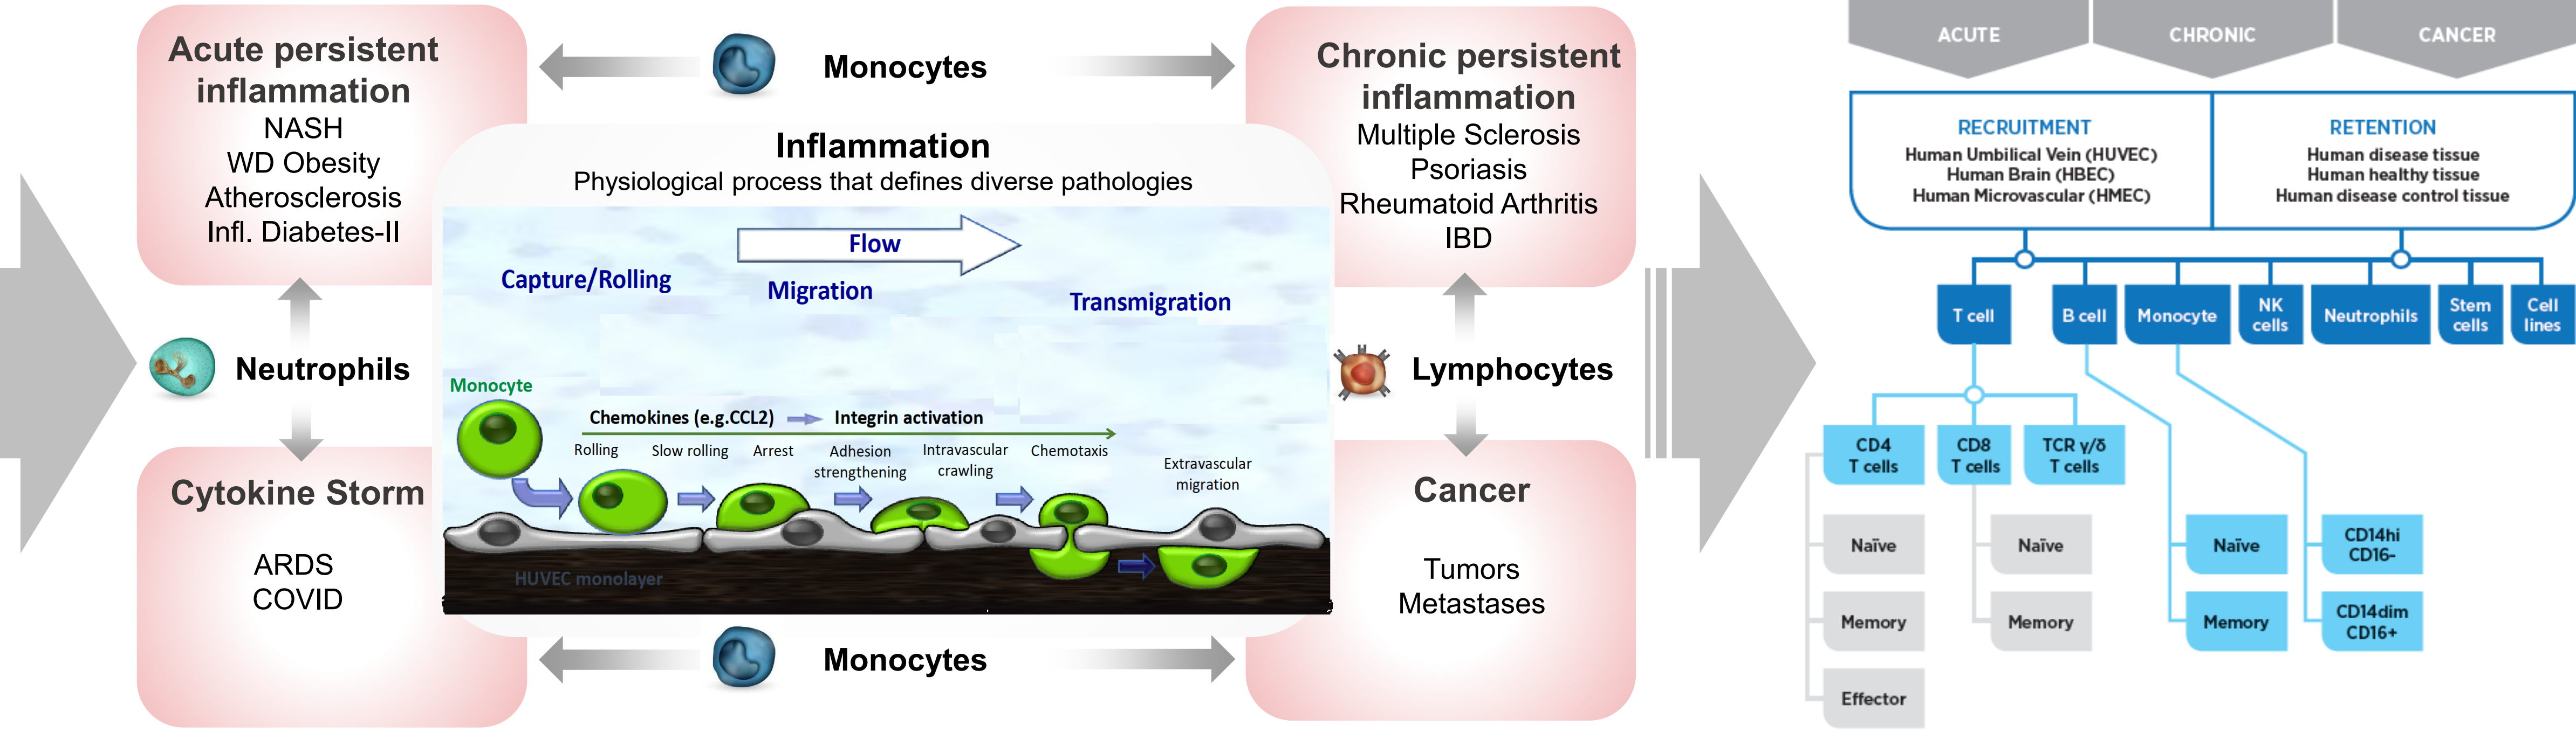 Acute persistent
inflammation
NASH
WD Obesity
Atherosclerosis
Infl. Diabetes-II
Monocytes
Chronic persistent
inflammation
Multiple Sclerosis
Psoriasis
Rheumatoid Arthritis
IBD
Neutrophils
Lymphocytes
Cytokine Storm
ARDS
COVID
Cancer
Tumors
Metastases
Monocytes
Inflammation
Physiological process that defines diverse pathologies
Flow
Capture/Rolling
Migration
Transmigration
Monocyte
Chemokines (e.g.CCL2)
Integrin activation
Rolling
Slow rolling
Arrest
Adhesion
strengthening
Intravascular
crawling
Chemotaxis
Extravascular
migration
HUVEC monolayer
ACUTE
CHRONIC
CANCER
RECRUITMENT
Human Umbilical Vein (HUVEC)
Human Brain (HBEC)
Human Microvascular (HMEC)
RETENTION
Human disease tissue
Human healthy tissue
Human disease control tissue
T cell
B cell
Monocyte
NK
cells
Neutrophils
Stem
cells
Cell
lines
CD4
T cells
CD8
T cells
TCR γ/δ
T cells
Naïve
Memory
Effector
Naïve
Memory
Naïve
Memory
CD14hi
CD16-
CD14dim
CD16+